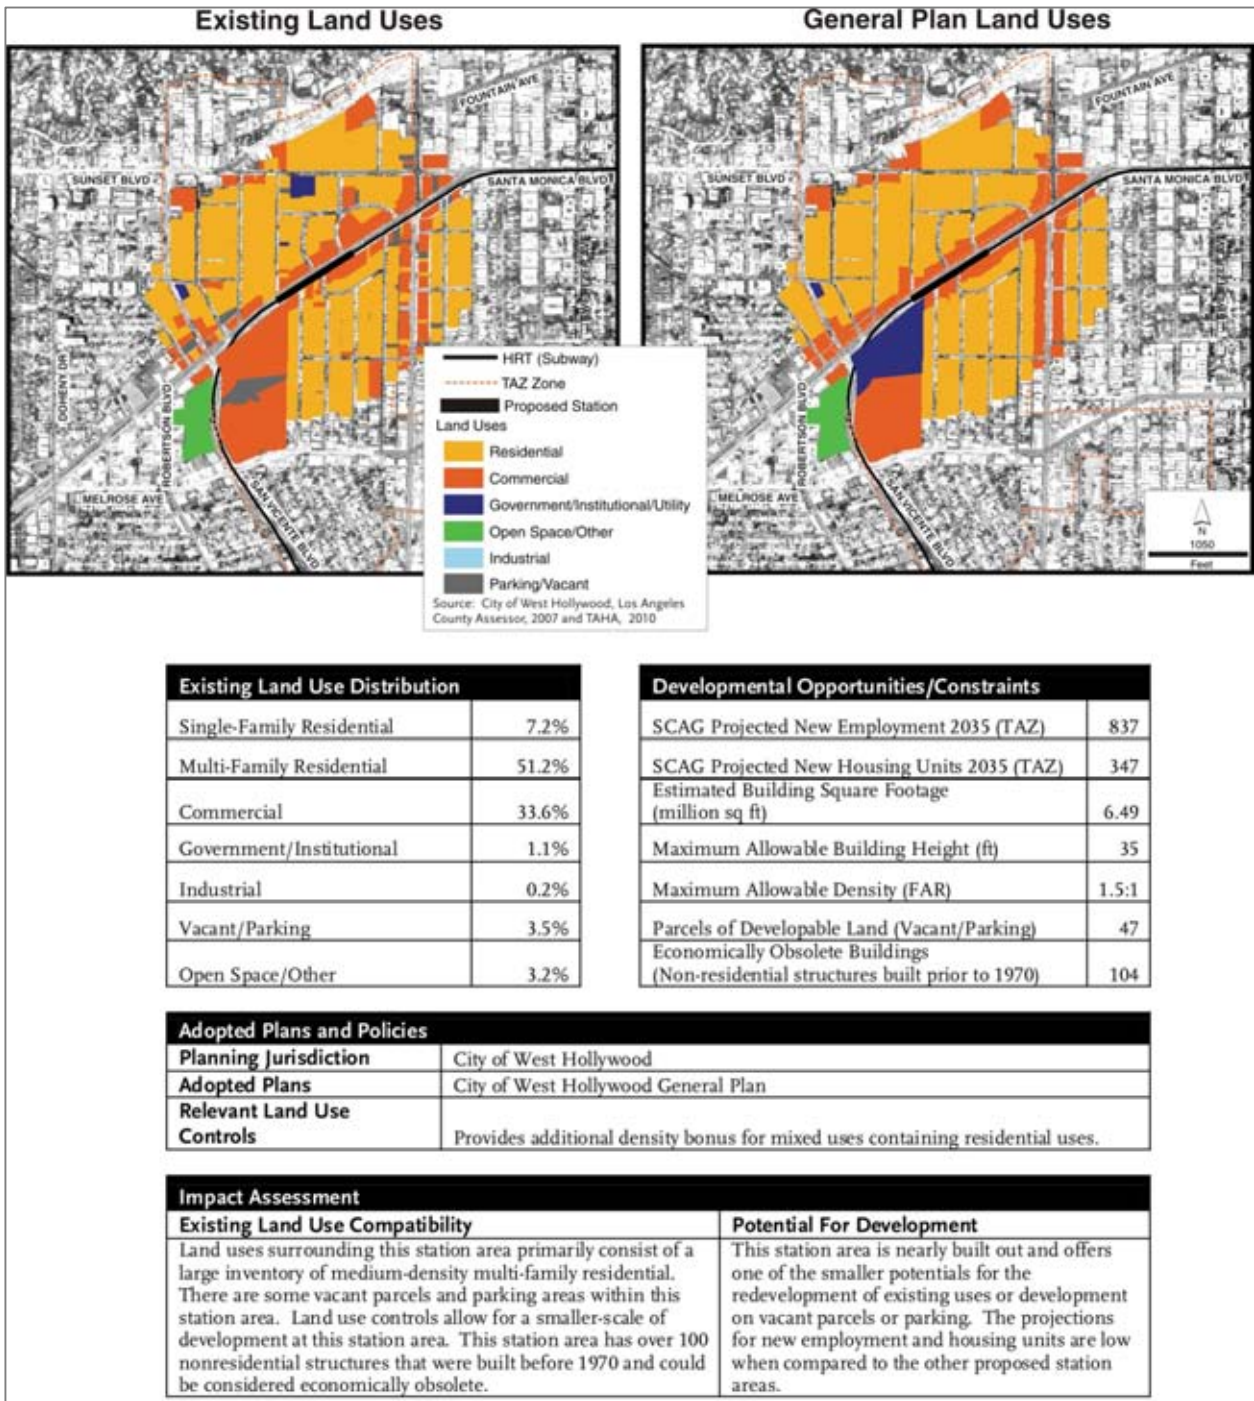 Existing Land Uses
General Plan Land Uses
FOUNTAIN AVE
SUNSET BLVD
SANTA MONICA BLVD
DOHENY DR
ROBERTSON BLVD
MELROSE AVE
SAN VICENTE BLVD
FOUNTAIN AVE
SUNSET BLVD
SANTA MONICA BLVD
ROBERTSON BLVD
MELROSE AVE
SAN VICENTE BLVD
N
1050
Feet
HRT (Subway)
TAZ Zone
Proposed Station
Land Uses
Residential
Commercial
Government/Institutional/Utility
Open Space/Other
Industrial
Parking/Vacant
Source: City of West Hollywood, Los Angeles
County Assessor, 2007 and TAHA, 2010
Existing Land Use Distribution
Single-Family Residential 7.2%
Multi-Family Residential 51.2%
Commercial 33.6%
Government/Institutional 1.1%
Industrial 0.2%
Vacant/Parking 3.5%
Open Space/Other 3.2%
Developmental Opportunities/Constraints
SCAG Projected New Employment 2035 (TAZ) 837
SCAG Projected New Housing Units 2035 (TAZ) 347
Estimated Building Square Footage
(million sq ft) 6.49
Maximum Allowable Building Height (ft) 35
Maximum Allowable Density (FAR) 1.5:1
Parcels of Developable Land (Vacant/Parking) 47
Economically Obsolete Buildings
(Non-residential structures built prior to 1970) 104
Adopted Plans and Policies
Planning Jurisdiction City of West Hollywood
Adopted Plans City of West Hollywood General Plan
Relevant Land Use
Controls Provides additional density bonus for mixed uses containing residential uses.
Impact Assessment
Existing Land Use Compatibility
Land uses surrounding this station area primarily consist of a
large inventory of medium-density multi-family residential.
There are some vacant parcels and parking areas within this
station area. Land use controls allow for a smaller-scale of
development at this station area. This station area has over 100
nonresidential structures that were built before 1970 and could
be considered economically obsolete.
Potential For Development
This station area is nearly built out and offers
one of the smaller potentials for the
redevelopment of existing uses or development
on vacant parcels or parking. The projections
for new employment and housing units are low
when compared to the other proposed station
areas.